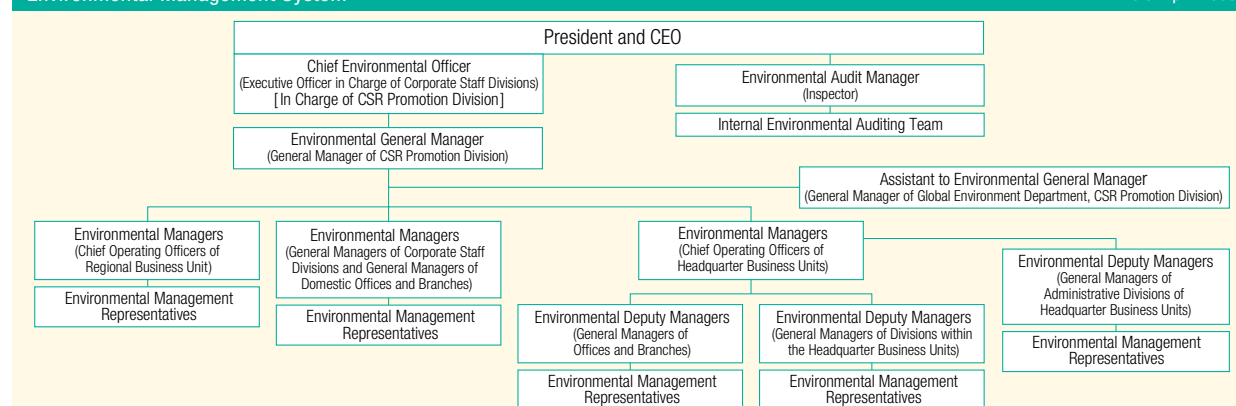 President and CEO
Chief Environmental Officer
(Executive Officer in Charge of Corporate Staff Divisions)
[In Charge of CSR Promotion Division]
Environmental Audit Manager
(Inspector)
Internal Environmental Auditing Team
Environmental General Manager
(General Manager of CSR Promotion Division)
Assistant to Environmental General Manager
(General Manager of Global Environment Department, CSR Promotion Division)
Environmental Managers
(Chief Operating Officers of
Regional Business Unit)
Environmental Management
Representatives
Environmental Managers
(General Managers of Corporate Staff
Divisions and General Managers of
Domestic Offices and Branches)
Environmental Management
Representatives
Environmental Managers
(Chief Operating Officers of
Headquarter Business Units)
Environmental Deputy Managers
(General Managers of
Offices and Branches)
Environmental Management
Representatives
Environmental Deputy Managers
(General Managers of Divisions within
the Headquarter Business Units)
Environmental Management
Representatives
Environmental Deputy Managers
(General Managers of
Administrative Divisions of
Headquarter Business Units)
Environmental Management
Representatives